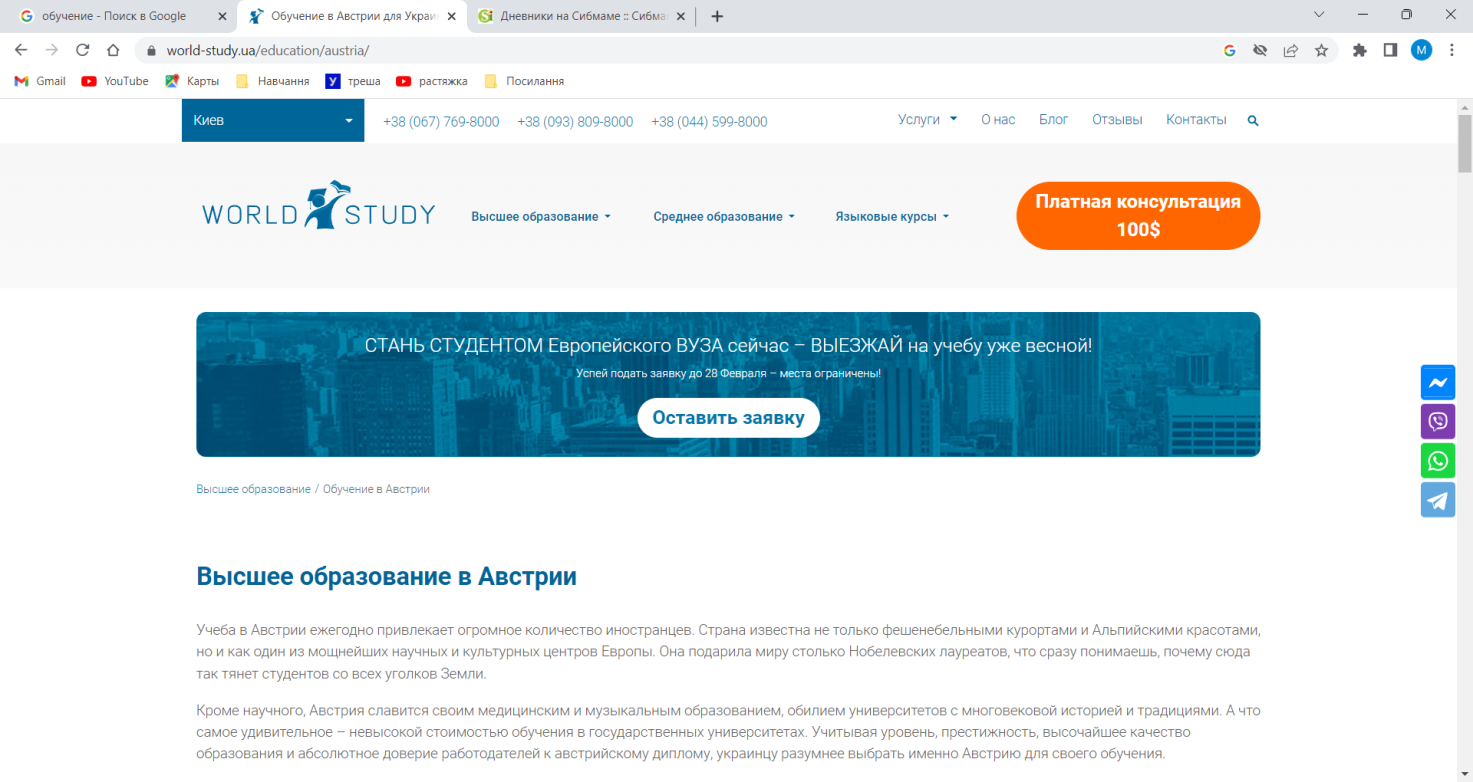 обучение - Поиск в Google
Обучение в Австрии для Украи
Дневники на Сибмаме :: Сибма
world-study.ua/education/austria/
M
Gmail
YouTube
Карты
Навчання
У треша
растяжка
Посилання
Киев
+38 (067) 769-8000
+38 (093) 809-8000
+38 (044) 599-8000
Услуги
О нас
Блог
Отзывы
Контакты
WORLD STUDY
Высшее образование
Среднее образование
Языковые курсы
Платная консультация
100$
СТАНЬ СТУДЕНТОМ Европейского ВУЗА сейчас – ВЫЕЗЖАЙ на учебу уже весной!
Успей подать заявку до 28 Февраля – места ограничены!
Оставить заявку
Высшее образование / Обучение в Австрии
Высшее образование в Австрии
Учеба в Австрии ежегодно привлекает огромное количество иностранцев. Страна известна не только фешенебельными курортами и Альпийскими красотами,
но и как один из мощнейших научных и культурных центров Европы. Она подарила миру столько Нобелевских лауреатов, что сразу понимаешь, почему сюда
так тянет студентов со всех уголков Земли.
Кроме научного, Австрия славится своим медицинским и музыкальным образованием, обилием университетов с многовековой историей и традициями. А что
самое удивительное – невысокой стоимостью обучения в государственных университетах. Учитывая уровень, престижность, высочайшее качество
образования и абсолютное доверие работодателей к австрийскому диплому, украинцу разумнее выбрать именно Австрию для своего обучения.